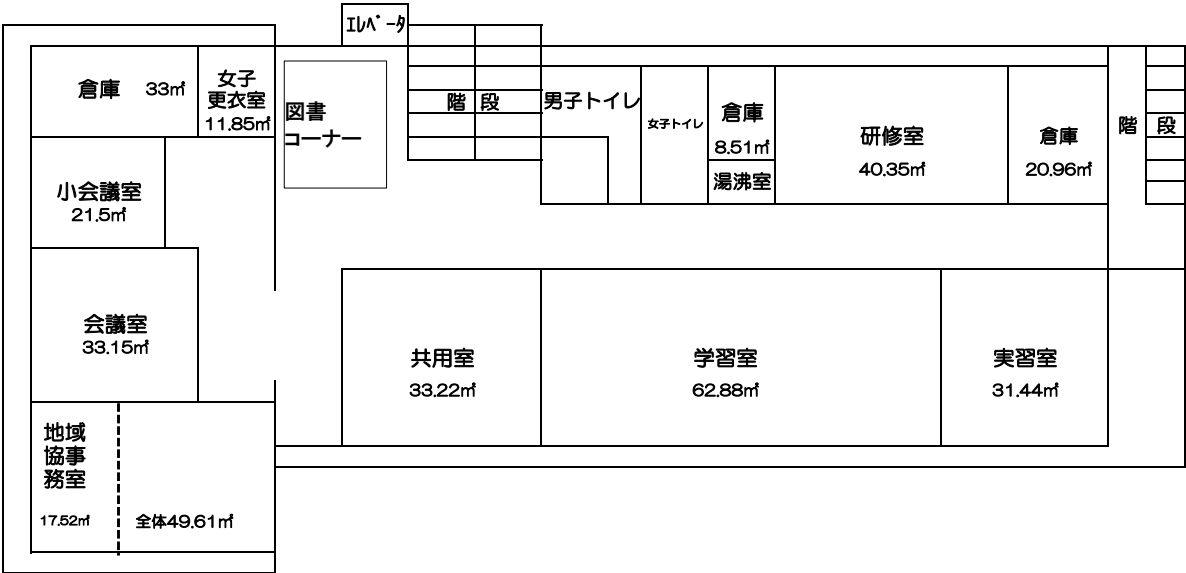 ｴﾚﾍﾞｰﾀ
倉庫 33㎡
女子
更衣室
11.85㎡
図書
コーナー
階 段
男子トイレ
女子トイレ
倉庫
8.51㎡
湯沸室
研修室
40.35㎡
倉庫
20.96㎡
階 段
小会議室
21.5㎡
会議室
33.15㎡
共用室
33.22㎡
学習室
62.88㎡
実習室
31.44㎡
地域
協事
務室
17.52㎡
全体49.61㎡